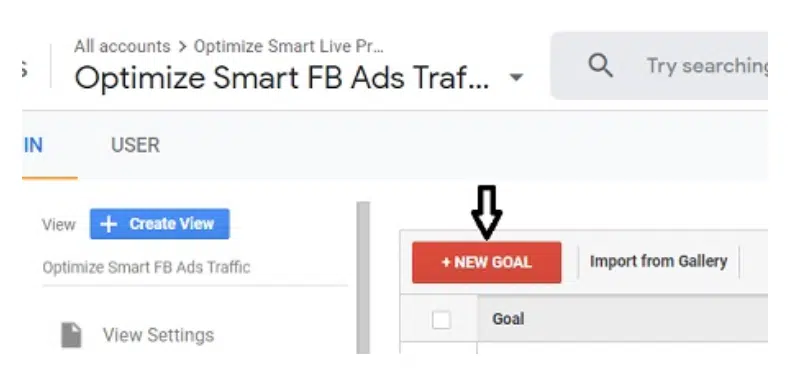 All accounts > Optimize Smart Live Pr...
Optimize Smart FB Ads Traf...
Try searching
IN
USER
View
+ Create View
Optimize Smart FB Ads Traffic
+ NEW GOAL
Import from Gallery
Goal
View Settings